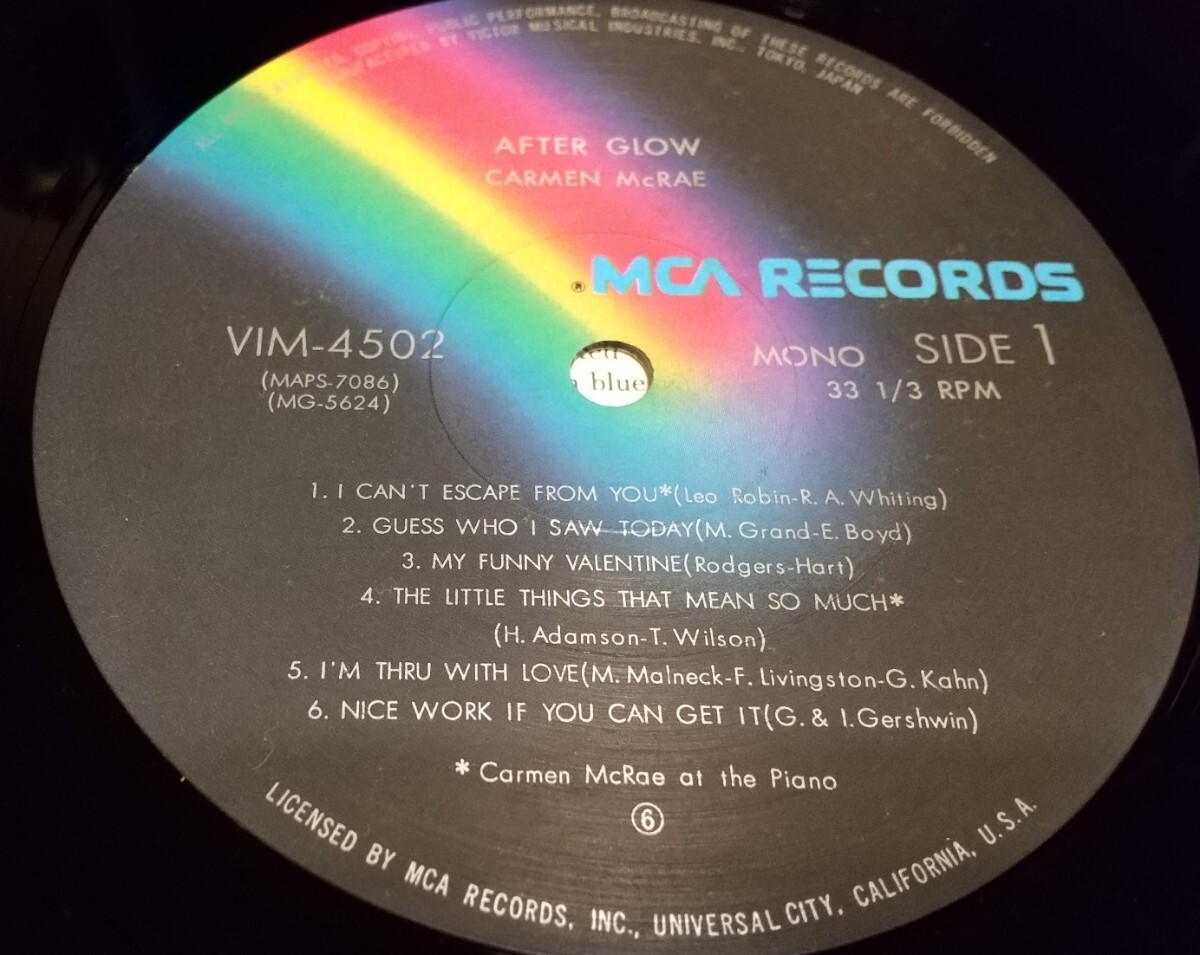 PUBLIC PERFORMANCE, BROADCASTING OF THESE RECORDS ARE FORBIDDEN
MANUFACTURED BY VICTOR MUSICAL INDUSTRIES, INC., TOKYO, JAPAN
AFTER GLOW
CARMEN McRAE
® MCA RECORDS
VIM-4502
(MAPS-7086)
(MG-5624)
MONO SIDE 1
33 1/3 RPM
blue
1. I CAN'T ESCAPE FROM YOU*(Leo Robin-R. A. Whiting)
2. GUESS WHO I SAW TODAY(M. Grand-E. Boyd)
3. MY FUNNY VALENTINE(Rodgers-Hart)
4. THE LITTLE THINGS THAT MEAN SO MUCH*
(H. Adamson-T. Wilson)
5. I'M THRU WITH LOVE(M. Malneck-F. Livingston-G. Kahn)
6. NICE WORK IF YOU CAN GET IT(G. & I. Gershwin)
* Carmen McRae at the Piano
⑥
LICENSED BY MCA RECORDS, INC., UNIVERSAL CITY, CALIFORNIA, U.S.A.